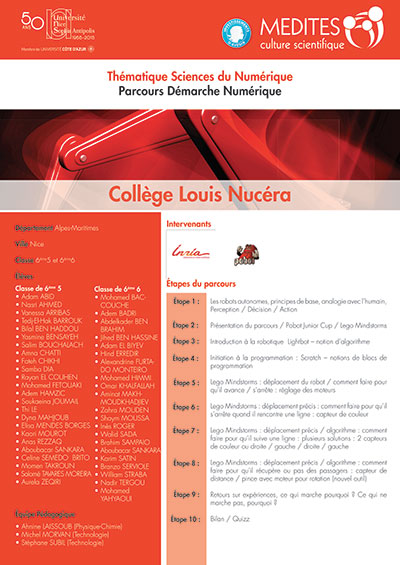 50 ANS
Université
Nice
Sophia Antipolis
1965-2015
Membre de UNIVERSITÉ CÔTE D'AZUR
MEDITES
culture scientifique
Thématique Sciences du Numérique
Parcours Démarche Numérique
Collège Louis Nucéra
Département Alpes-Maritimes
Ville Nice
Classe 6ème5 et 6ème6
Élèves
Classe de 6ème 5
• Adam ABID
• Nasri AHMED
• Vanessa ARRIBAS
• Tedj-El-Hak BARROUK
• Bilal BEN HADDOU
• Yasmine BENSAYEH
• Salim BOUCHALACH
• Amna CHATTI
• Fateh CHIKHI
• Samba DIA
• Rayan EL COUHEN
• Mohamed FETOUAKI
• Adem HAMZIC
• Soukaeina JOURMAIL
• Thi LE
• Dyna MAHJOUB
• Elias MENDES BORGES
• Kaori MOUROT
• Anas REZZAQ
• Aboubacar SANKARA
• Celine SEMEDO BRITO
• Momen TAKROUN
• Salomé TAVARES MOREIRA
• Aurelia ZEQIRI
Classe de 6ème 6
• Mohamed BAC-
COUCHE
• Adem BADRI
• Abdelkader BEN
BRAHIM
• Jihed BEN HASSINE
• Adam EL BIYEV
• Hind ERREDIR
• Alexandrine FURTA-
DO MONTEIRO
• Mohamed HIMMI
• Omar KHALFALLAH
• Aminat MAKH-
MOUDKHADJIEV
• Zohra MOUDEN
• Shaym MOUSSA
• Inès ROGER
• Walid SADA
• Brahim SAMPAIO
• Aboubacar SANKARA
• Karim SATIN
• Branas SERVIOLE
• William STRABA
• Nadir TERGOU
• Mohamed
YAHYAOUI
Équipe Pédagogique
• Ahnine LAISSOUB (Physique-Chimie)
• Michel MORVAN (Technologie)
• Stéphane SUBIL (Technologie)
Intervenants
Inria
Étapes du parcours
Étape 1 : Les robots autonomes, principes de base, analogie avec l'humain,
Perception / Décision / Action
Étape 2 : Présentation du parcours / Pobot Junior Cup / Lego Mindstorms
Étape 3 : Introduction à la robotique Lightbot – notion d'algorithme
Étape 4 : Initiation à la programmation : Scratch – notions de blocs de
programmation
Étape 5 : Lego Mindstorms : déplacement du robot / comment faire pour
qu'il avance / s'arrête : réglage des moteurs
Étape 6 : Lego Mindstorms : déplacement précis : comment faire pour qu'il
s'arrête quand il rencontre une ligne : capteur de couleur
Étape 7 : Lego Mindstorms : déplacement précis / algorithme : comment
faire pour qu'il suive une ligne : plusieurs solutions : 2 capteurs
de couleur ou droite / gauche / droite / gauche
Étape 8 : Lego Mindstorms : déplacement précis / algorithme : comment
faire pour qu'il récupère ou pas des passagers : capteur de
distance / pince avec moteur pour rotation (nouvel outil)
Étape 9 : Retours sur expériences, ce qui marche pourquoi ? Ce qui ne
marche pas, pourquoi ?
Étape 10 : Bilan / Quizz